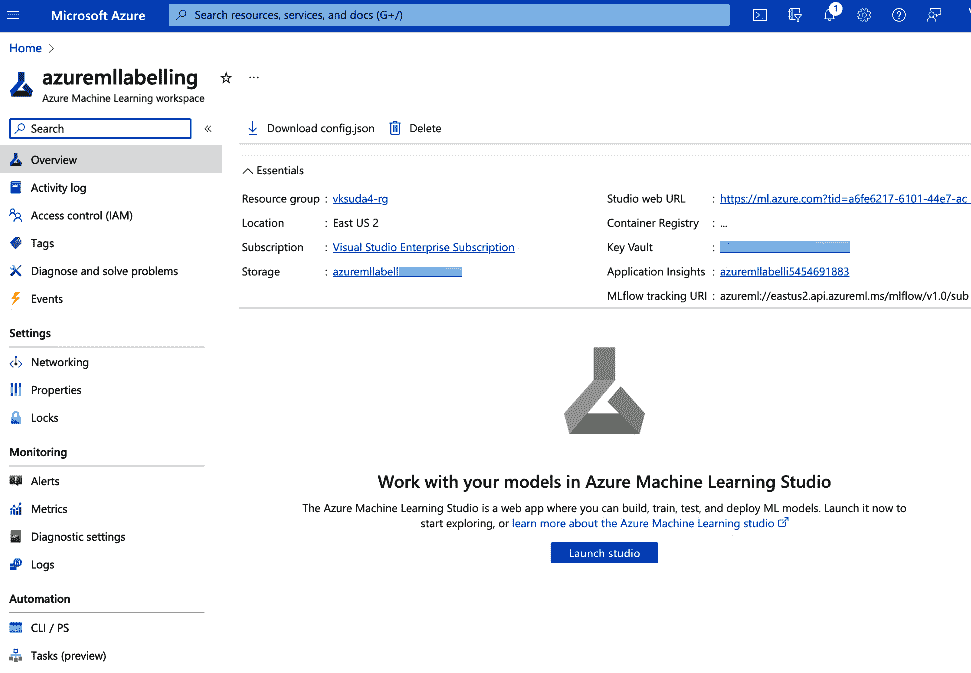 Microsoft Azure
Search resources, services, and docs (G+/)
1
Home
azuremllabelling
...
Azure Machine Learning workspace
Search
«
Download config.json
Delete
Overview
Activity log
Access control (IAM)
Tags
Diagnose and solve problems
Events
Settings
Networking
Properties
Locks
Monitoring
Alerts
Metrics
Diagnostic settings
Logs
Automation
CLI / PS
Tasks (preview)
Essentials
Resource group : vksuda4-rg
Location : East US 2
Subscription : Visual Studio Enterprise Subscription
Storage : azuremllabell
Studio web URL : https://ml.azure.com?tid=a6fe6217-6101-44e7-ac
Container Registry : ...
Key Vault :
Application Insights : azuremllabelli5454691883
MLflow tracking URI : azureml://eastus2.api.azureml.ms/mlflow/v1.0/sub
Work with your models in Azure Machine Learning Studio
The Azure Machine Learning Studio is a web app where you can build, train, test, and deploy ML models. Launch it now to
start exploring, or learn more about the Azure Machine Learning studio
Launch studio